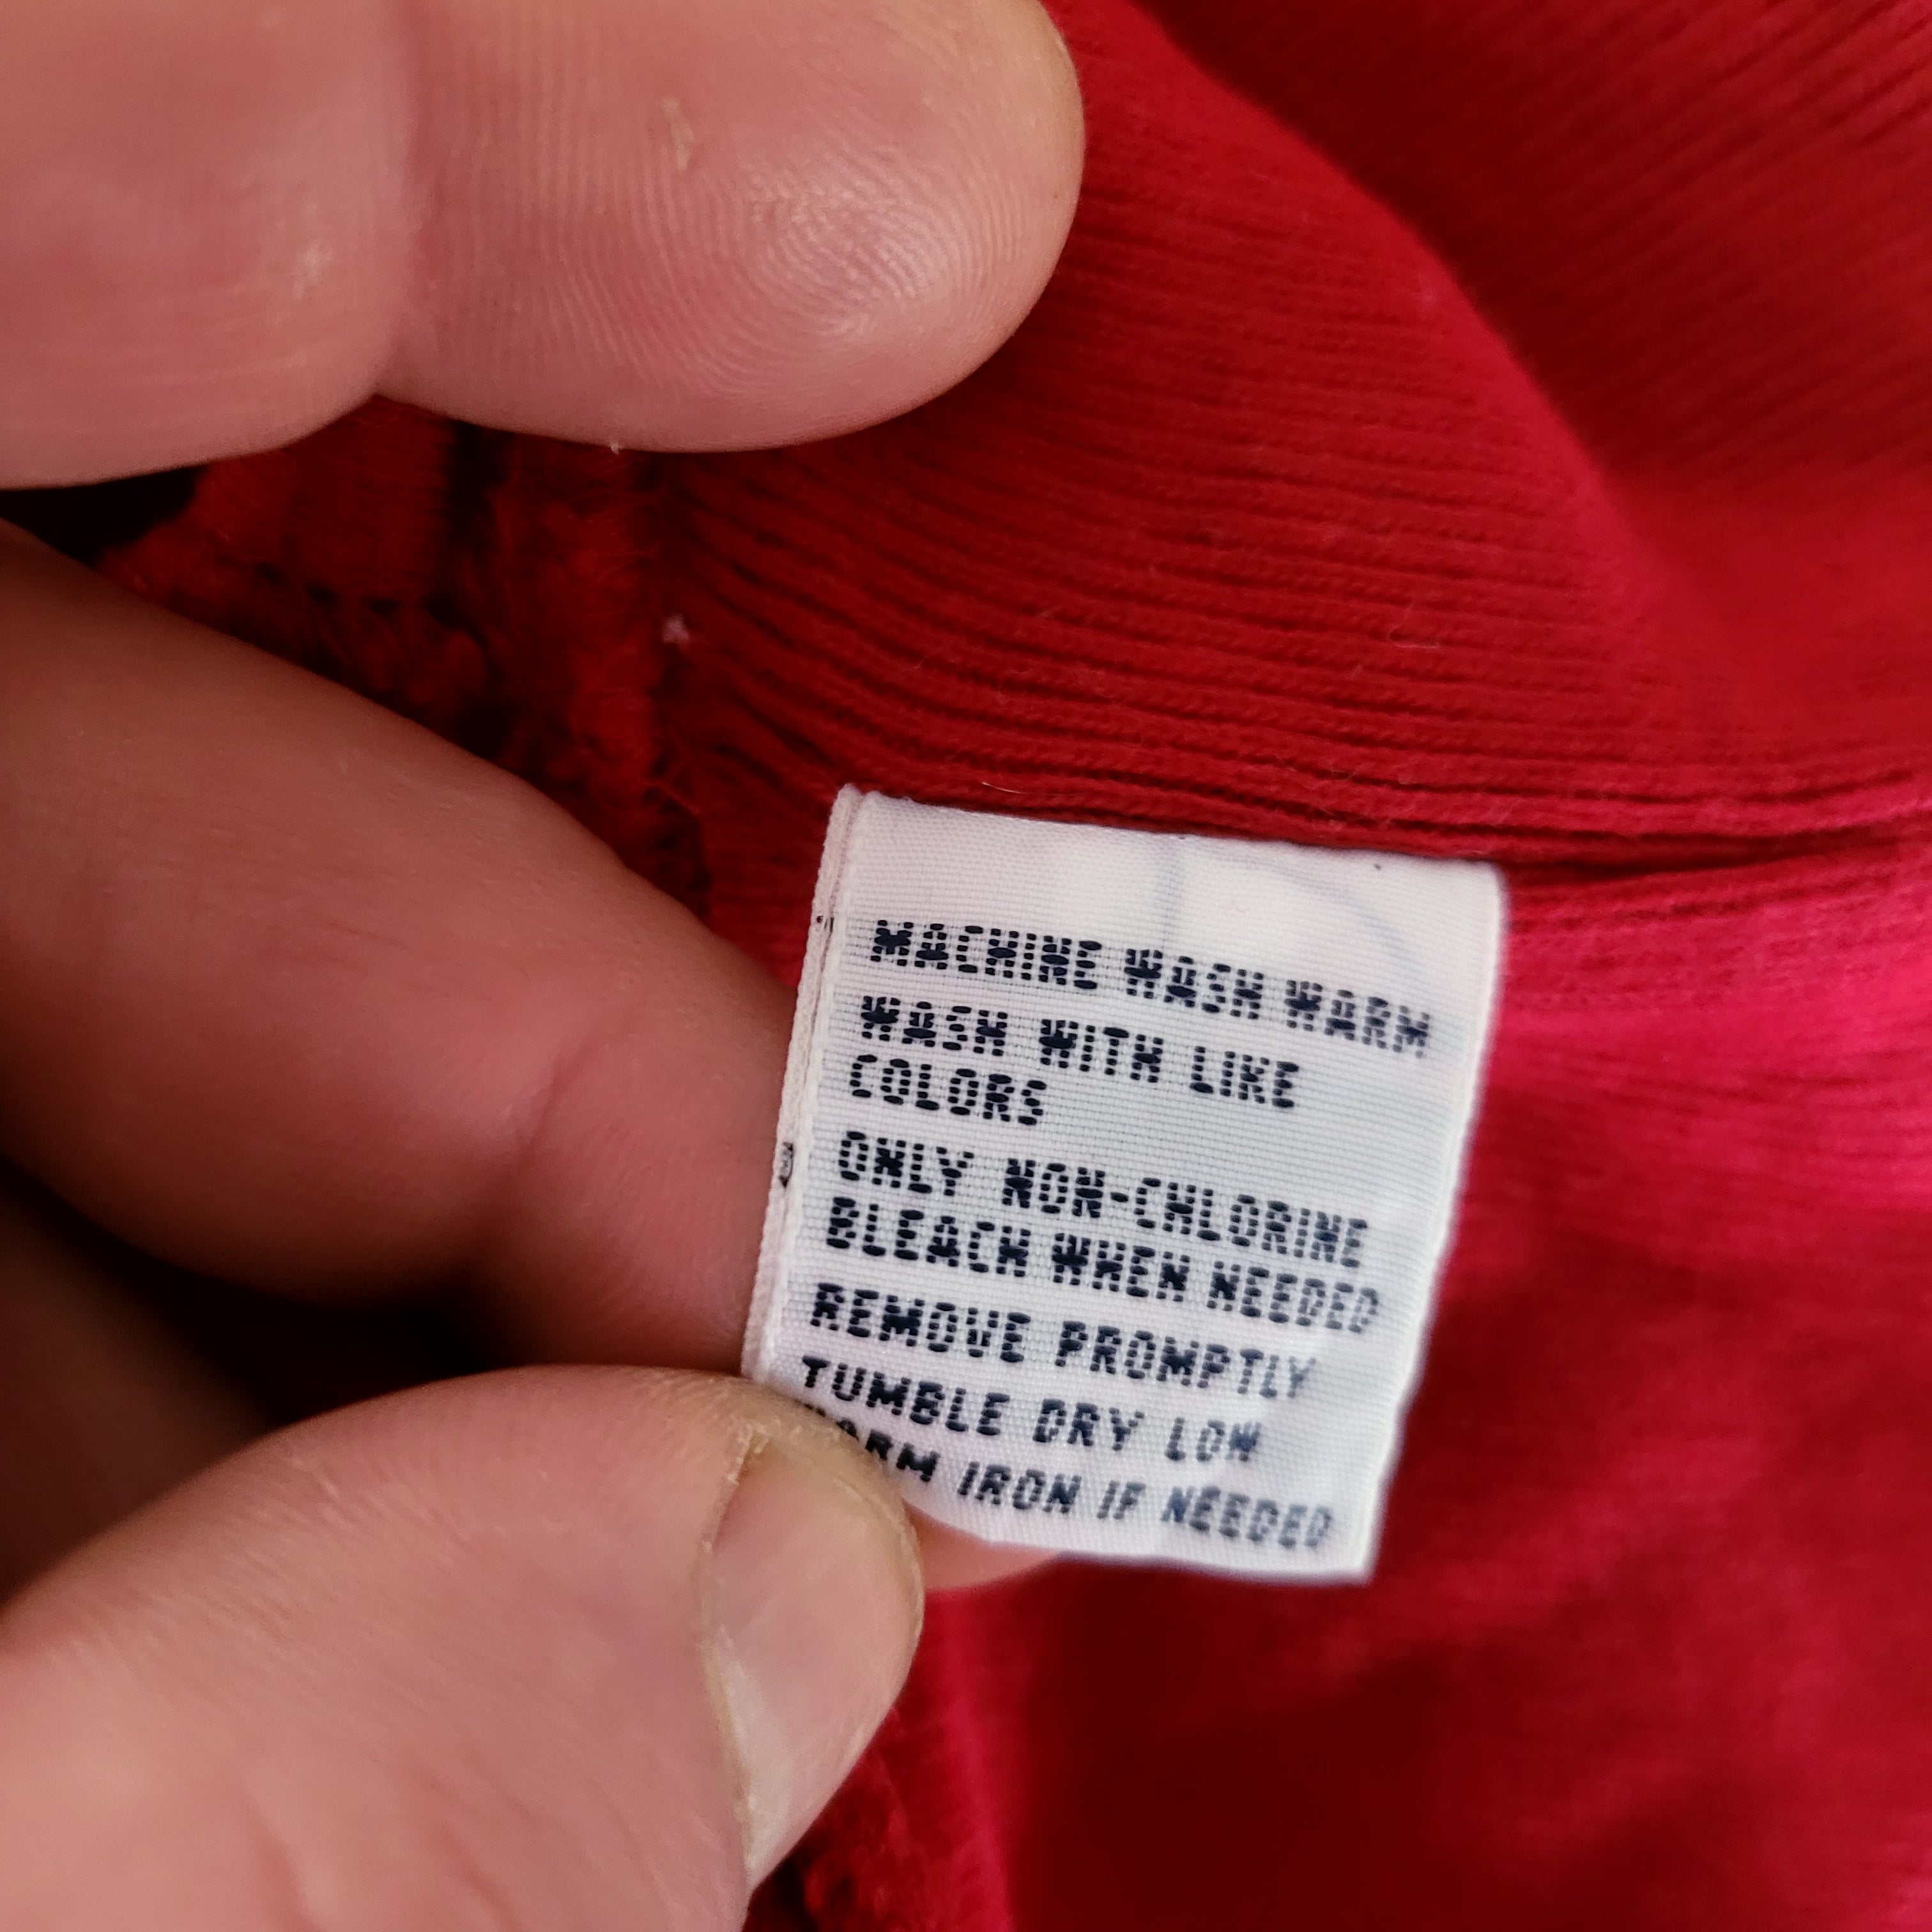 MACHINE WASH WARM
WASH WITH LIKE
COLORS
ONLY NON-CHLORINE
BLEACH WHEN NEEDED
REMOVE PROMPTLY
TUMBLE DRY LOW
WARM IRON IF NEEDED